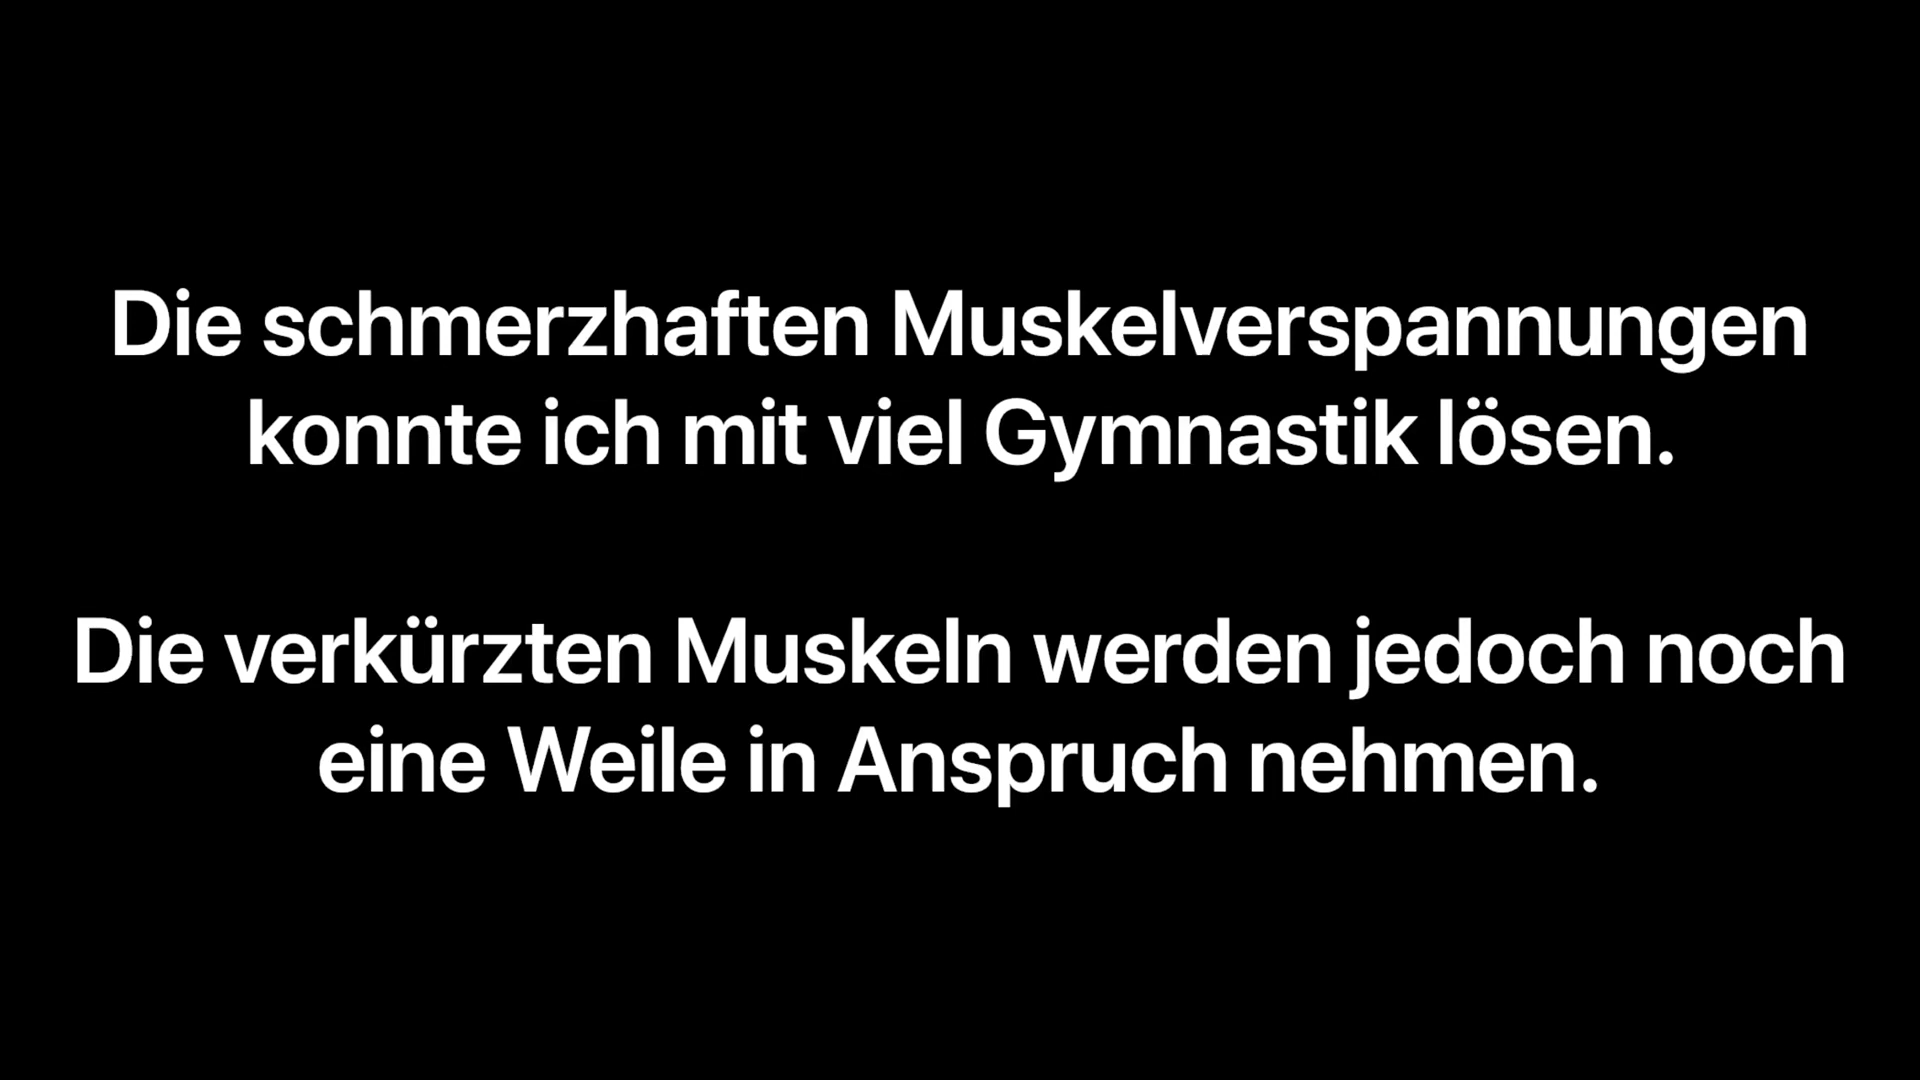 Die schmerzhaften Muskelverspannungen
konnte ich mit viel Gymnastik lösen.
Die verkürzten Muskeln werden jedoch noch
eine Weile in Anspruch nehmen.